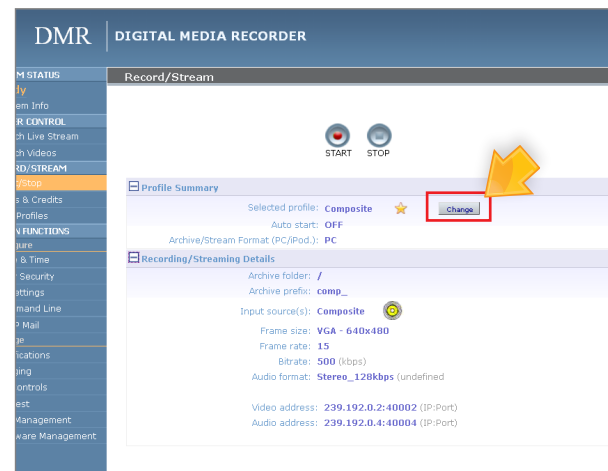 DMR DIGITAL MEDIA RECORDER
M STATUS
dy
em Info
R CONTROL
ch Live Stream
ch Videos
RD/STREAM
t/Stop
s & Credits
Profiles
N FUNCTIONS
gure
& Time
Security
ettings
mand Line
P Mail
ge
ications
ging
ontrols
est
Management
ware Management
Record/Stream
START STOP
Profile Summary
Selected profile: Composite Change
Auto start: OFF
Archive/Stream Format (PC/iPod.): PC
Recording/Streaming Details
Archive folder: /
Archive prefix: comp_
Input source(s): Composite
Frame size: VGA - 640x480
Frame rate: 15
Bitrate: 500 (kbps)
Audio format: Stereo_128kbps (undefined
Video address: 239.192.0.2:40002 (IP:Port)
Audio address: 239.192.0.4:40004 (IP:Port)